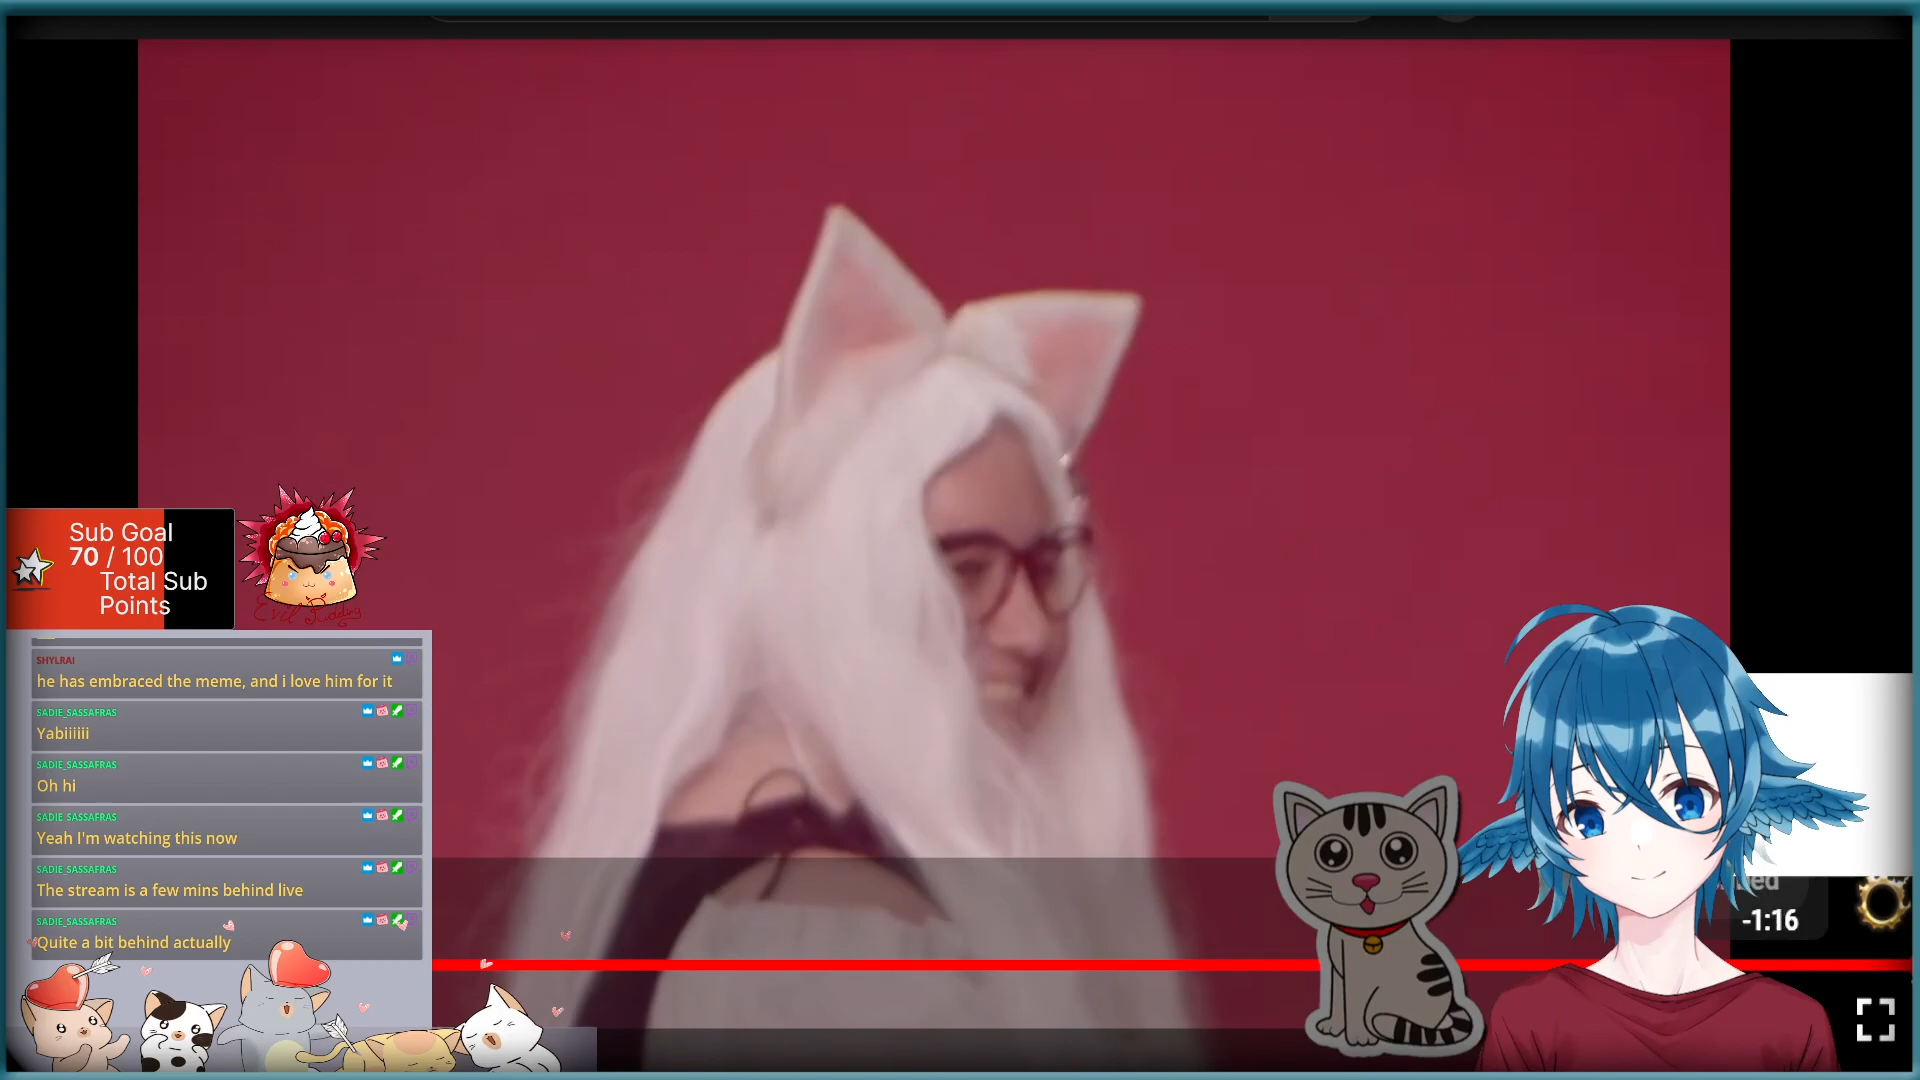 Sub Goal
70 / 100
Total Sub
Points
Evil Pudding
SHYLRAI
he has embraced the meme, and i love him for it
SADIE_SASSAFRAS
Yabiiiiii
SADIE_SASSAFRAS
Oh hi
SADIE_SASSAFRAS
Yeah I'm watching this now
SADIE_SASSAFRAS
The stream is a few mins behind live
SADIE_SASSAFRAS
Quite a bit behind actually
-1:16